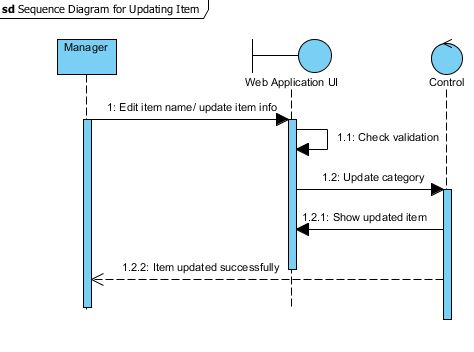 sd Sequence Diagram for Updating Item
Manager
Web Application UI
Control
1: Edit item name/ update item info
1.1: Check validation
1.2: Update category
1.2.1: Show updated item
1.2.2: Item updated successfully